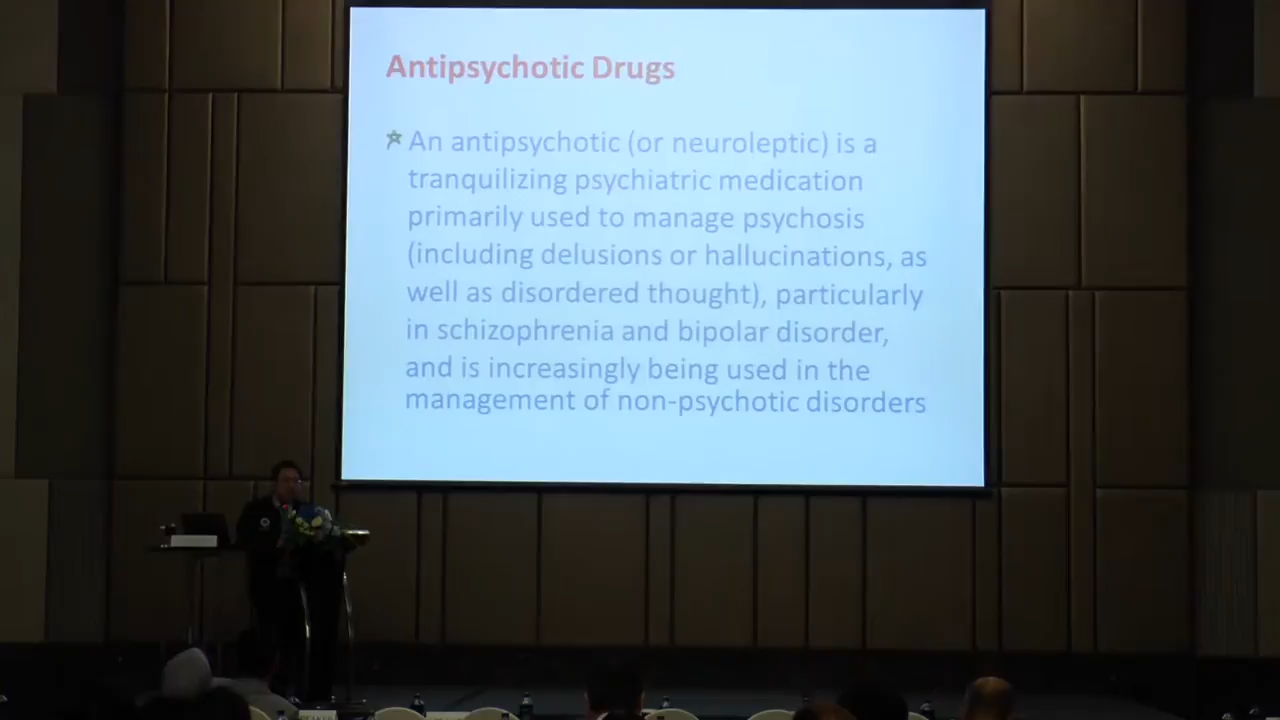 Antipsychotic Drugs
An antipsychotic (or neuroleptic) is a
tranquilizing psychiatric medication
primarily used to manage psychosis
(including delusions or hallucinations, as
well as disordered thought), particularly
in schizophrenia and bipolar disorder,
and is increasingly being used in the
management of non-psychotic disorders